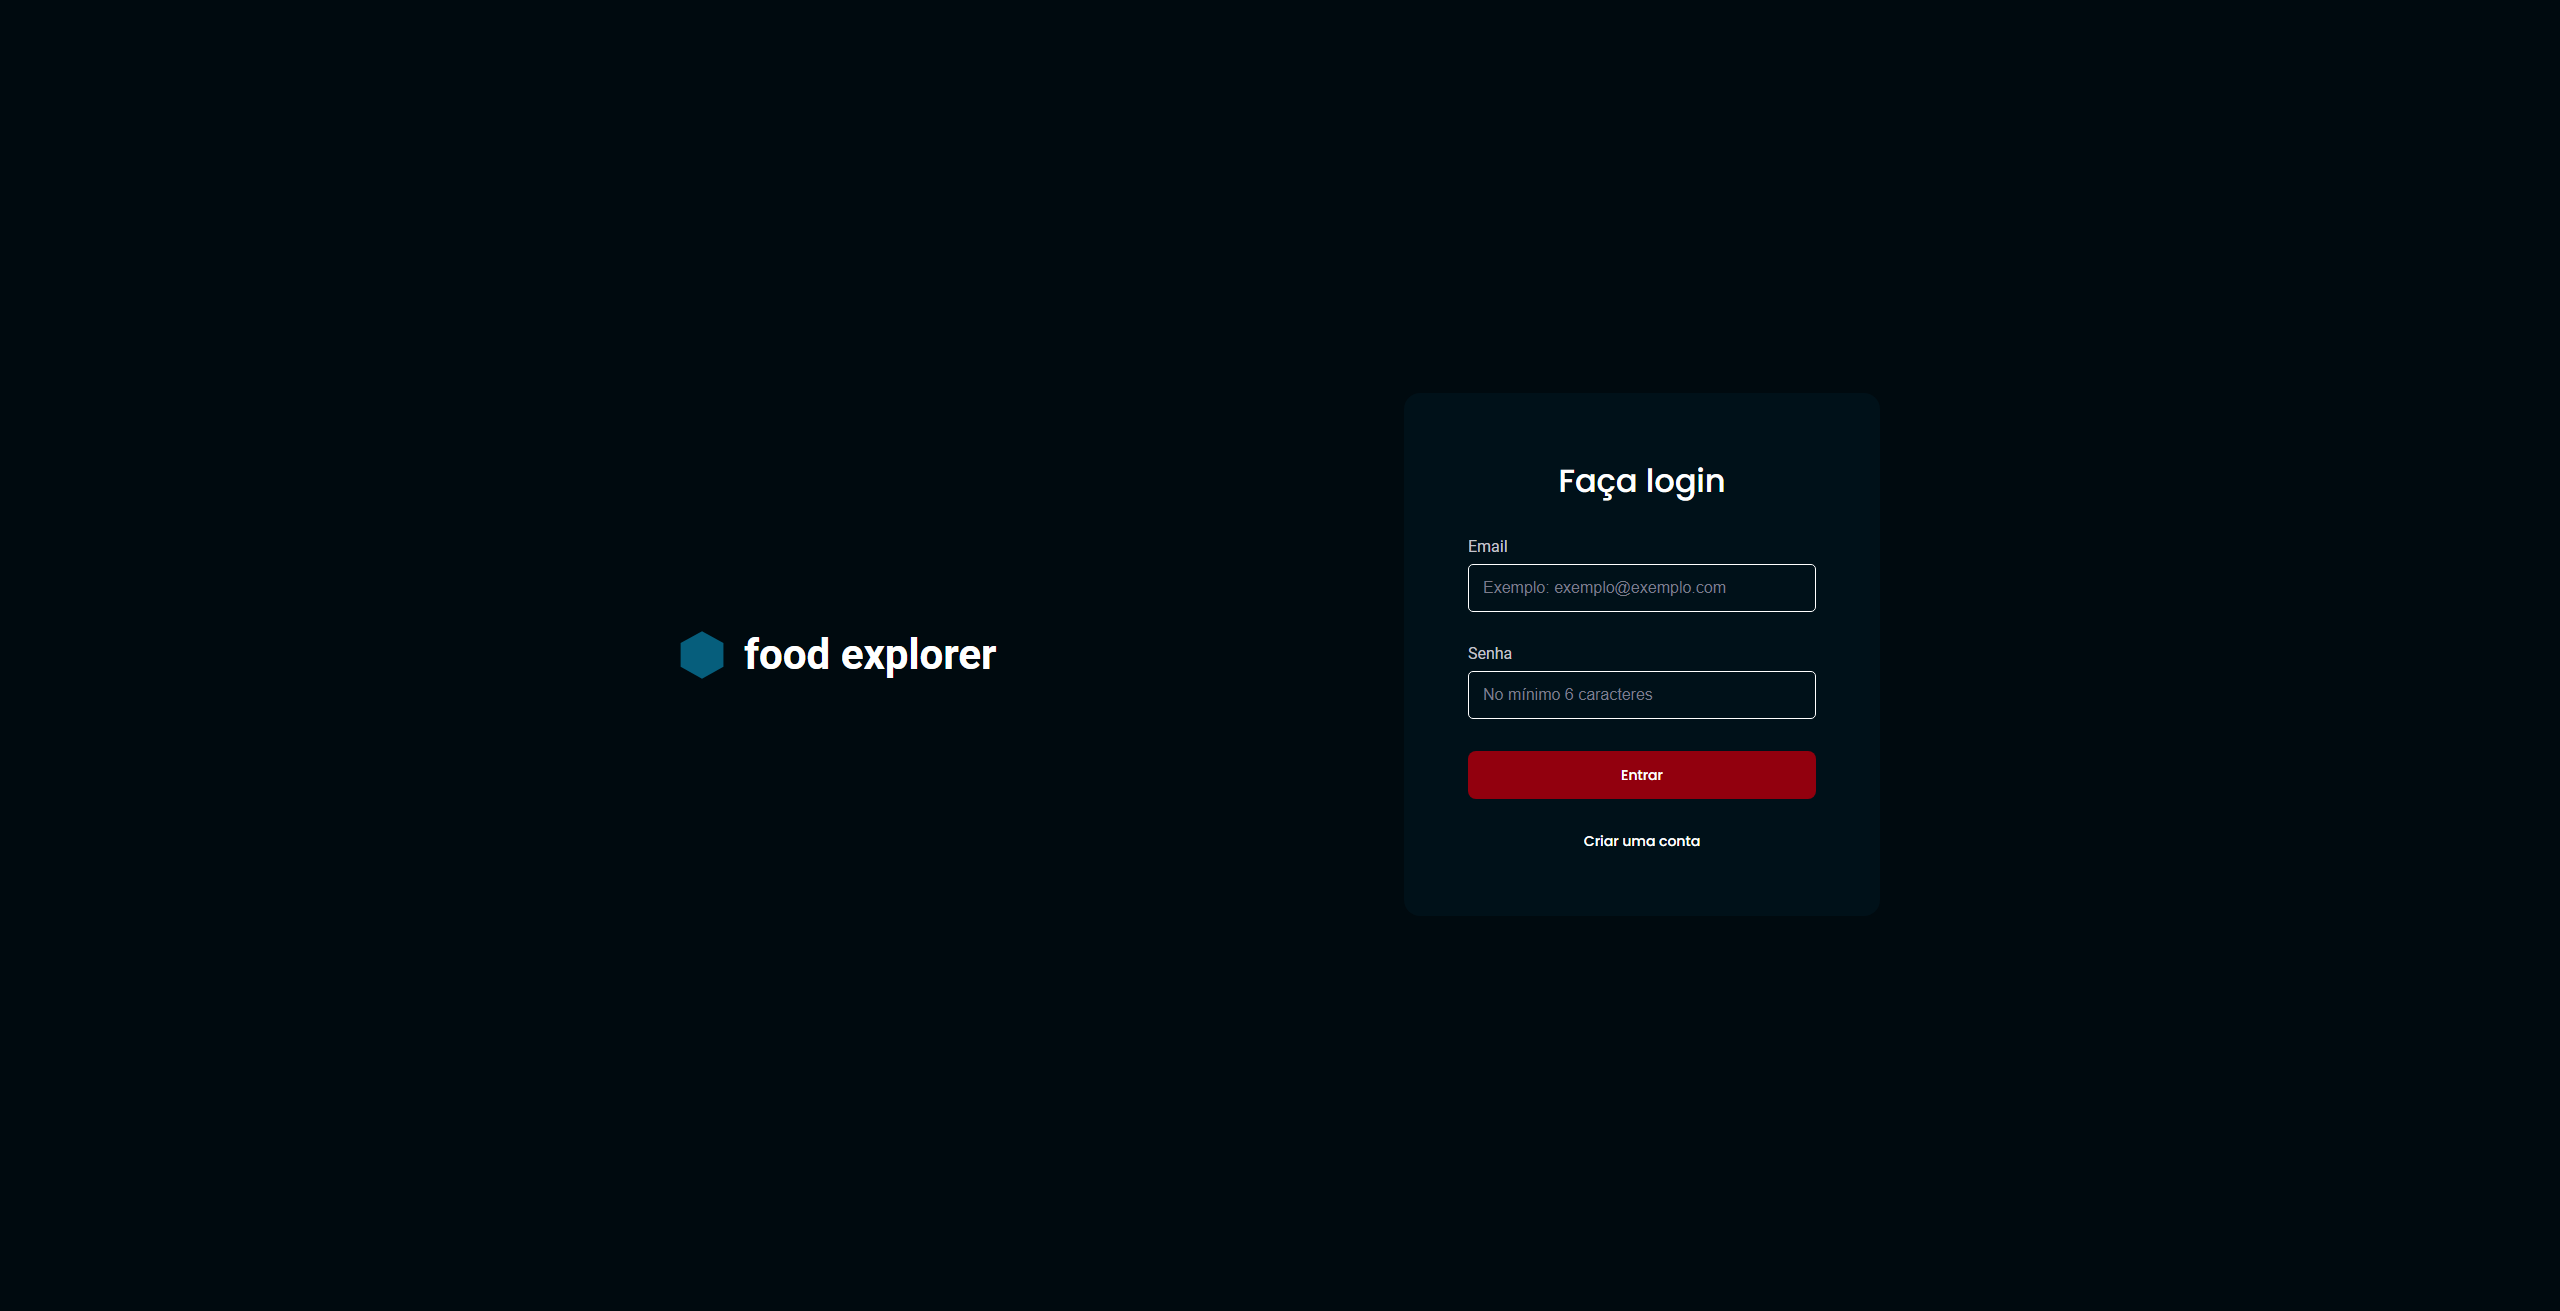 food explorer
Faça login
Email
Exemplo: exemplo@exemplo.com
Senha
No mínimo 6 caracteres
Entrar
Criar uma conta